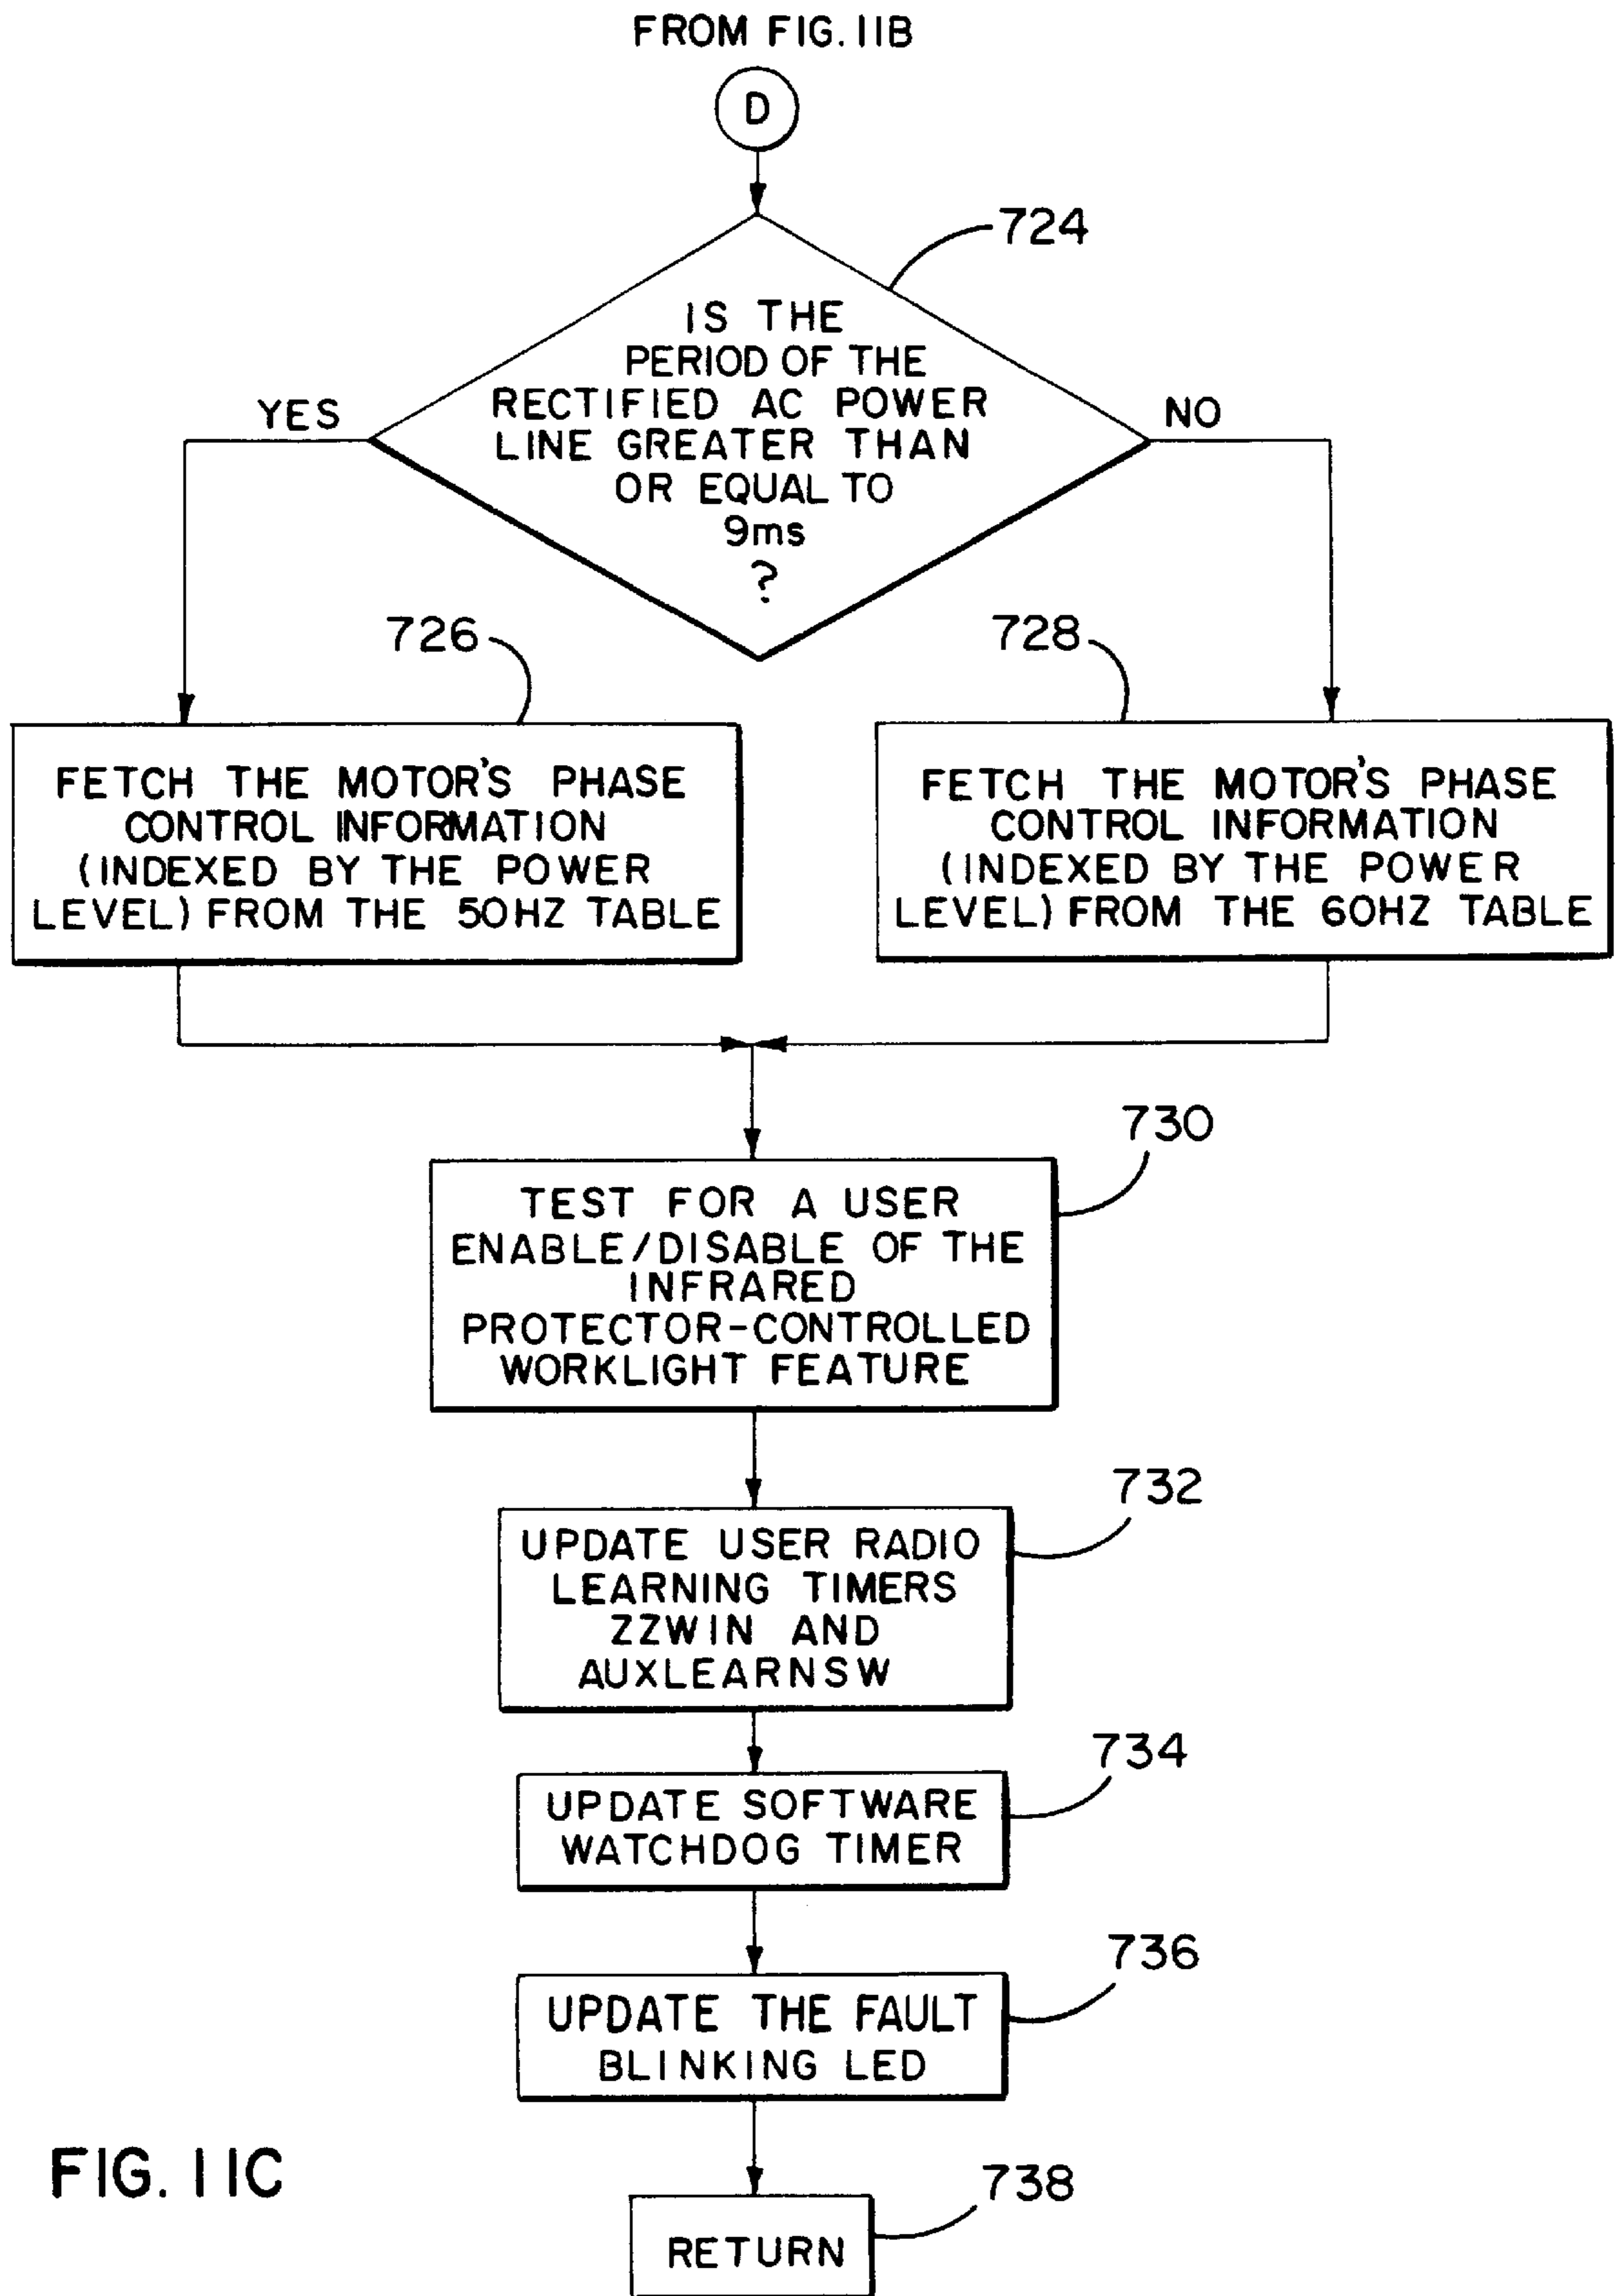 FROM FIG. 11B
D
724
IS THE
PERIOD OF THE
RECTIFIED AC POWER
LINE GREATER THAN
OR EQUAL TO
9ms
?
YES
NO
726
728
FETCH THE MOTOR'S PHASE
CONTROL INFORMATION
(INDEXED BY THE POWER
LEVEL) FROM THE 50HZ TABLE
FETCH THE MOTOR'S PHASE
CONTROL INFORMATION
(INDEXED BY THE POWER
LEVEL) FROM THE 60HZ TABLE
730
TEST FOR A USER
ENABLE/DISABLE OF THE
INFRARED
PROTECTOR-CONTROLLED
WORKLIGHT FEATURE
732
UPDATE USER RADIO
LEARNING TIMERS
ZZWIN AND
AUXLEARNSW
734
UPDATE SOFTWARE
WATCHDOG TIMER
736
UPDATE THE FAULT
BLINKING LED
738
RETURN
FIG. 11C